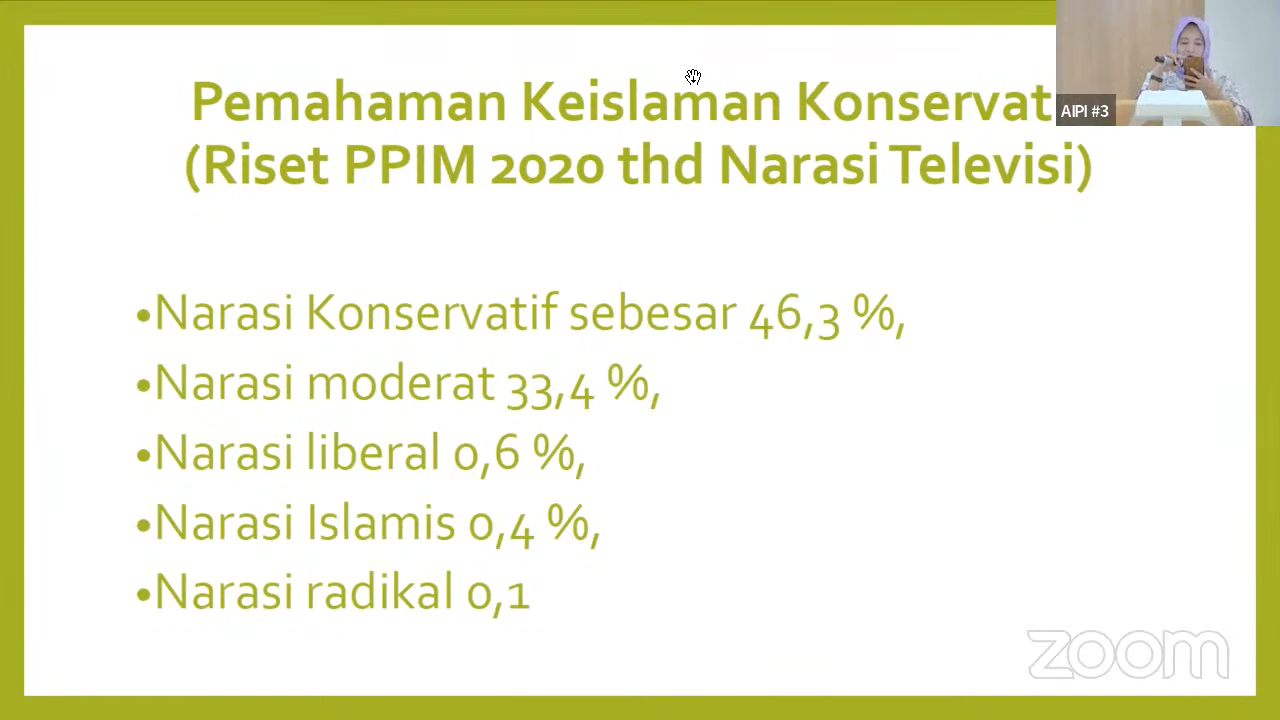 Pemahaman Keislaman Konservat
(Riset PPIM 2020 thd Narasi Televisi)
AIPI #3
•Narasi Konservatif sebesar 46,3 %,
•Narasi moderat 33,4 %,
•Narasi liberal 0,6 %,
•Narasi Islamis 0,4 %,
•Narasi radikal 0,1
zoom